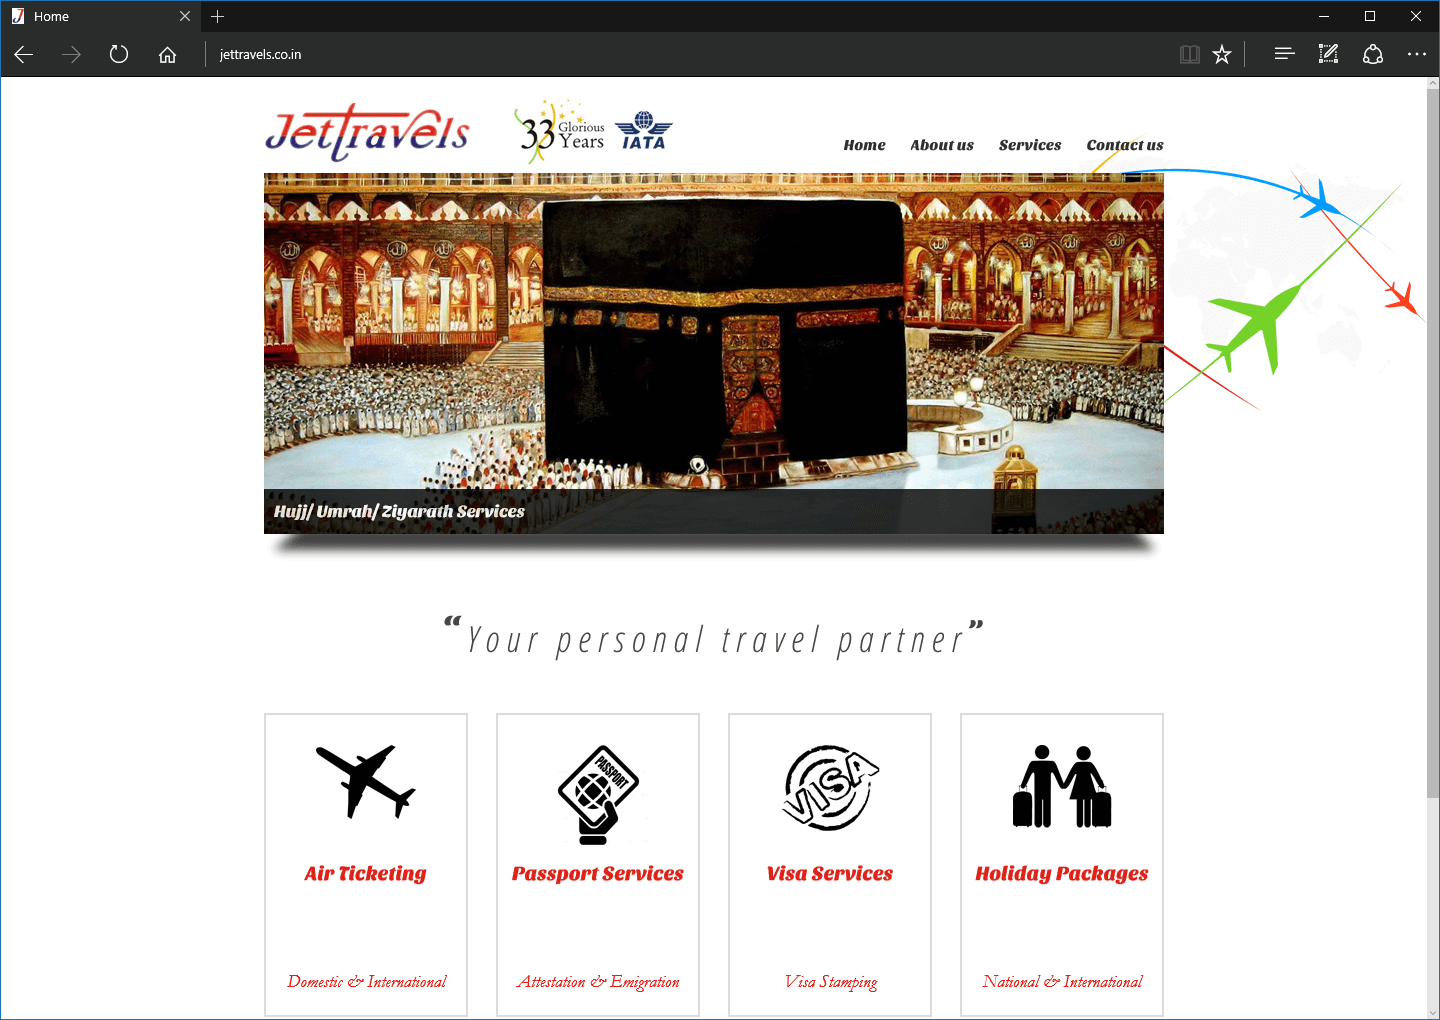 Home
jettravels.co.in
Jettravels
33 Glorious Years
IATA
Home About us Services Contact us
Hujj/ Umrah/ Ziyarath Services
“Your personal travel partner”
PASSPORT
VISA
Air Ticketing
Passport Services
Visa Services
Holiday Packages
Domestic & International
Attestation & Emigration
Visa Stamping
National & International